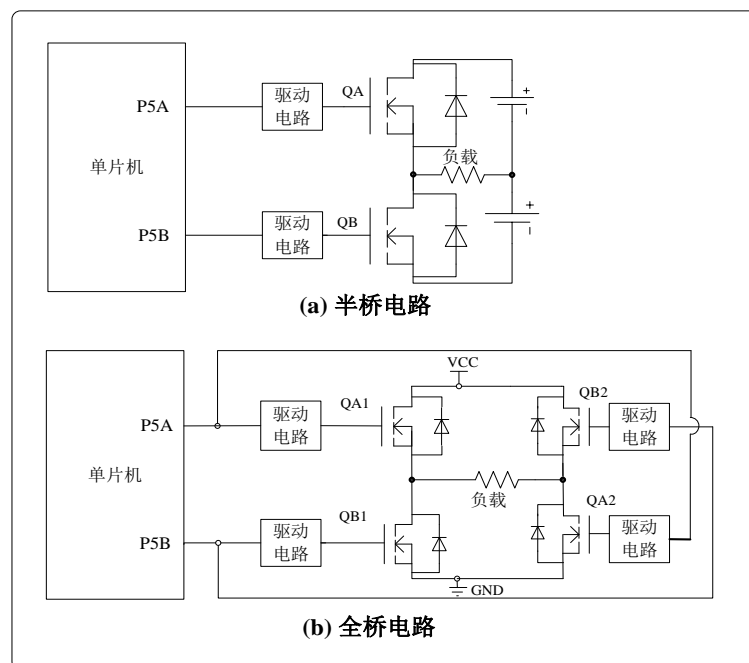 P5A
驱动
电路
QA
+
-
单片机
负载
P5B
驱动
电路
QB
+
-
(a) 半桥电路
VCC
P5A
驱动
电路
QA1
QB2
驱动
电路
单片机
负载
P5B
驱动
电路
QB1
QA2
驱动
电路
GND
(b) 全桥电路